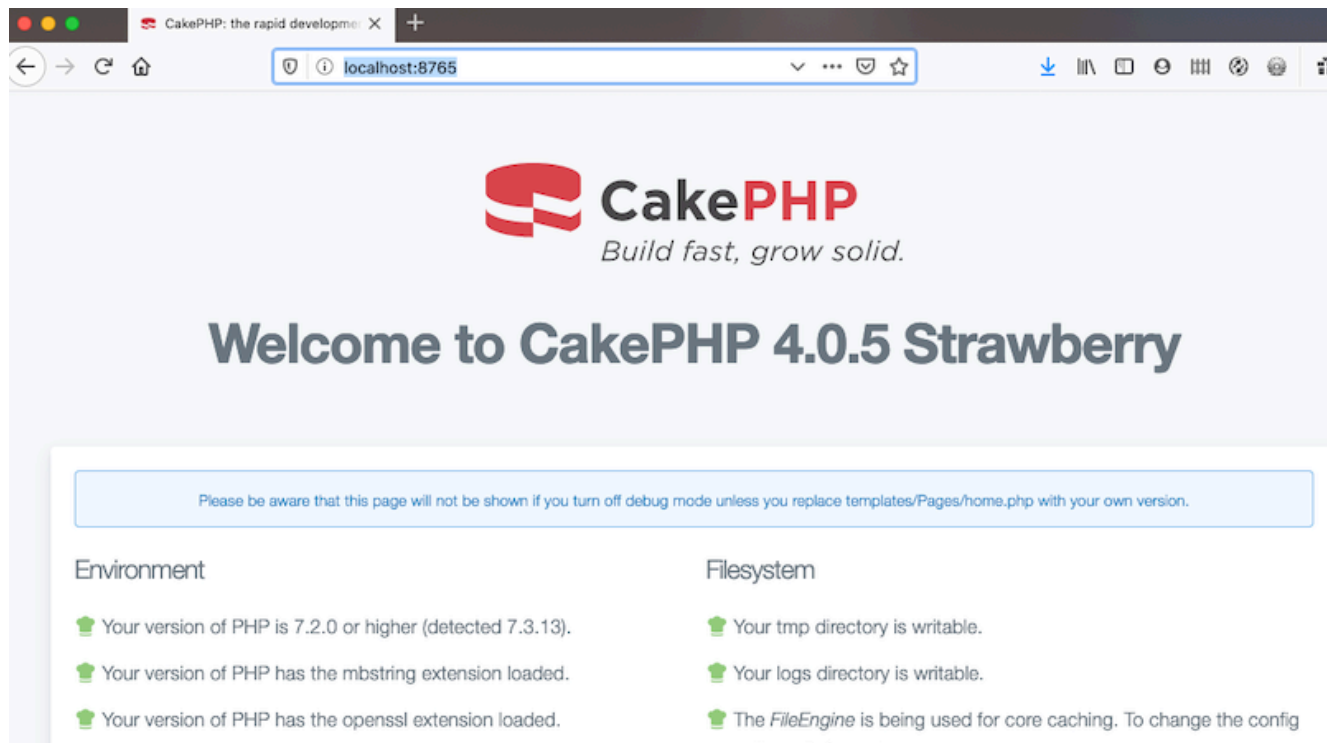 CakePHP: the rapid developme
localhost:8765
CakePHP
Build fast, grow solid.
Welcome to CakePHP 4.0.5 Strawberry
Please be aware that this page will not be shown if you turn off debug mode unless you replace templates/Pages/home.php with your own version.
Environment
Your version of PHP is 7.2.0 or higher (detected 7.3.13).
Your version of PHP has the mbstring extension loaded.
Your version of PHP has the openssl extension loaded.
Filesystem
Your tmp directory is writable.
Your logs directory is writable.
The FileEngine is being used for core caching. To change the config